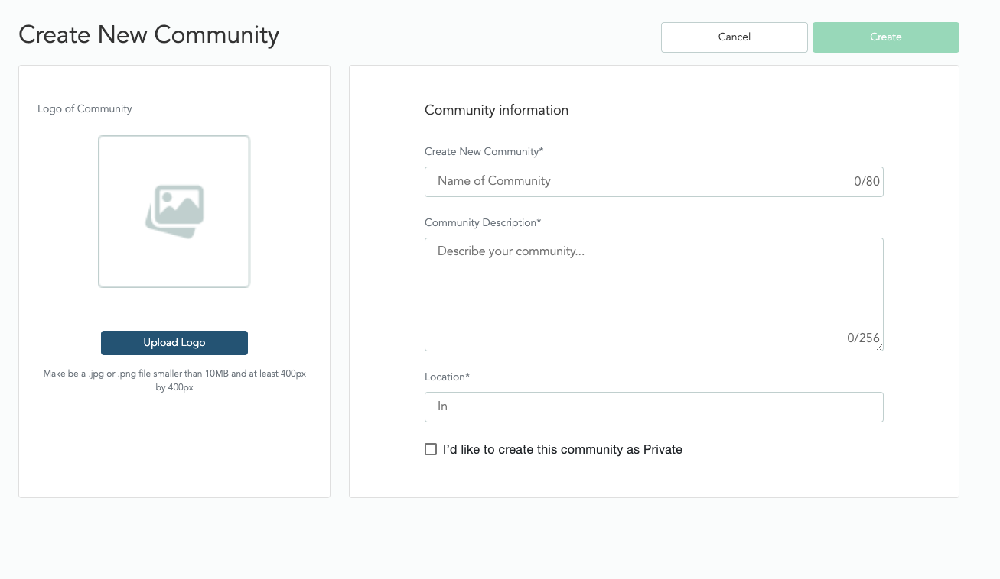 Create New Community
Cancel
Create
Logo of Community
Upload Logo
Make be a .jpg or .png file smaller than 10MB and at least 400px
by 400px
Community information
Create New Community*
Name of Community
0/80
Community Description*
Describe your community...
0/256
Location*
In
I’d like to create this community as Private